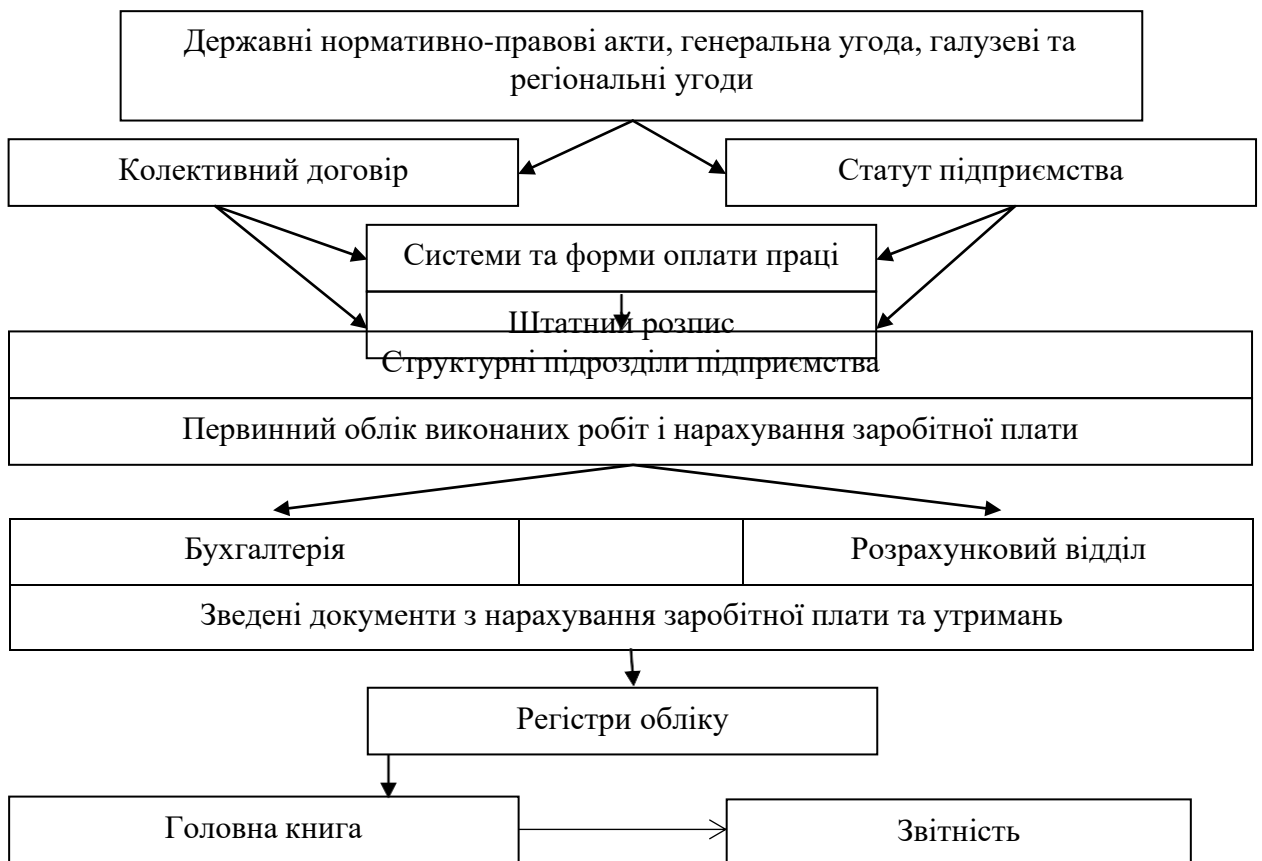 Державні нормативно-правові акти, генеральна угода, галузеві та
регіональні угоди
Колективний договір
Статут підприємства
Системи та форми оплати праці
Штатний розпис
Структурні підрозділи підприємства
Первинний облік виконаних робіт і нарахування заробітної плати
Бухгалтерія
Розрахунковий відділ
Зведені документи з нарахування заробітної плати та утримань
Регістри обліку
Головна книга
Звітність